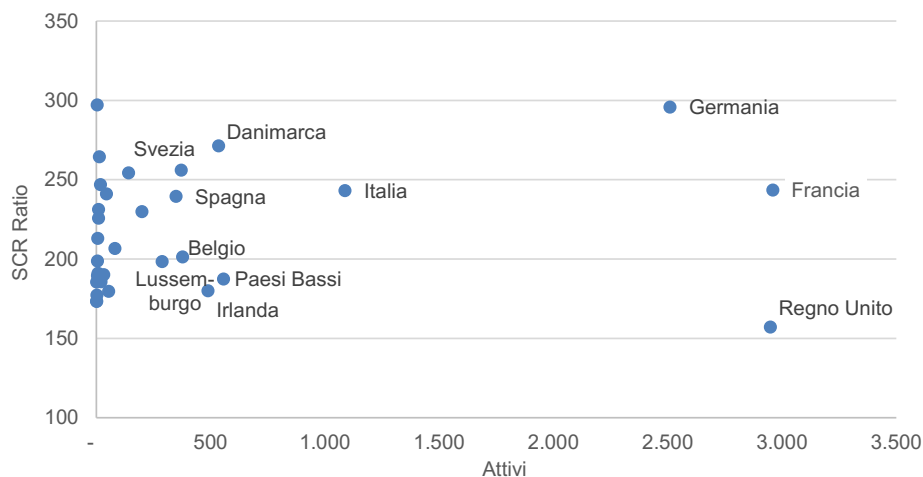 350
300
250
200
150
100
SCR Ratio
Germania
Danimarca
Svezia
Spagna
Italia
Francia
Belgio
Lussem-
burgo
Paesi Bassi
Irlanda
Regno Unito
-
500
1.000
1.500
2.000
2.500
3.000
3.500
Attivi